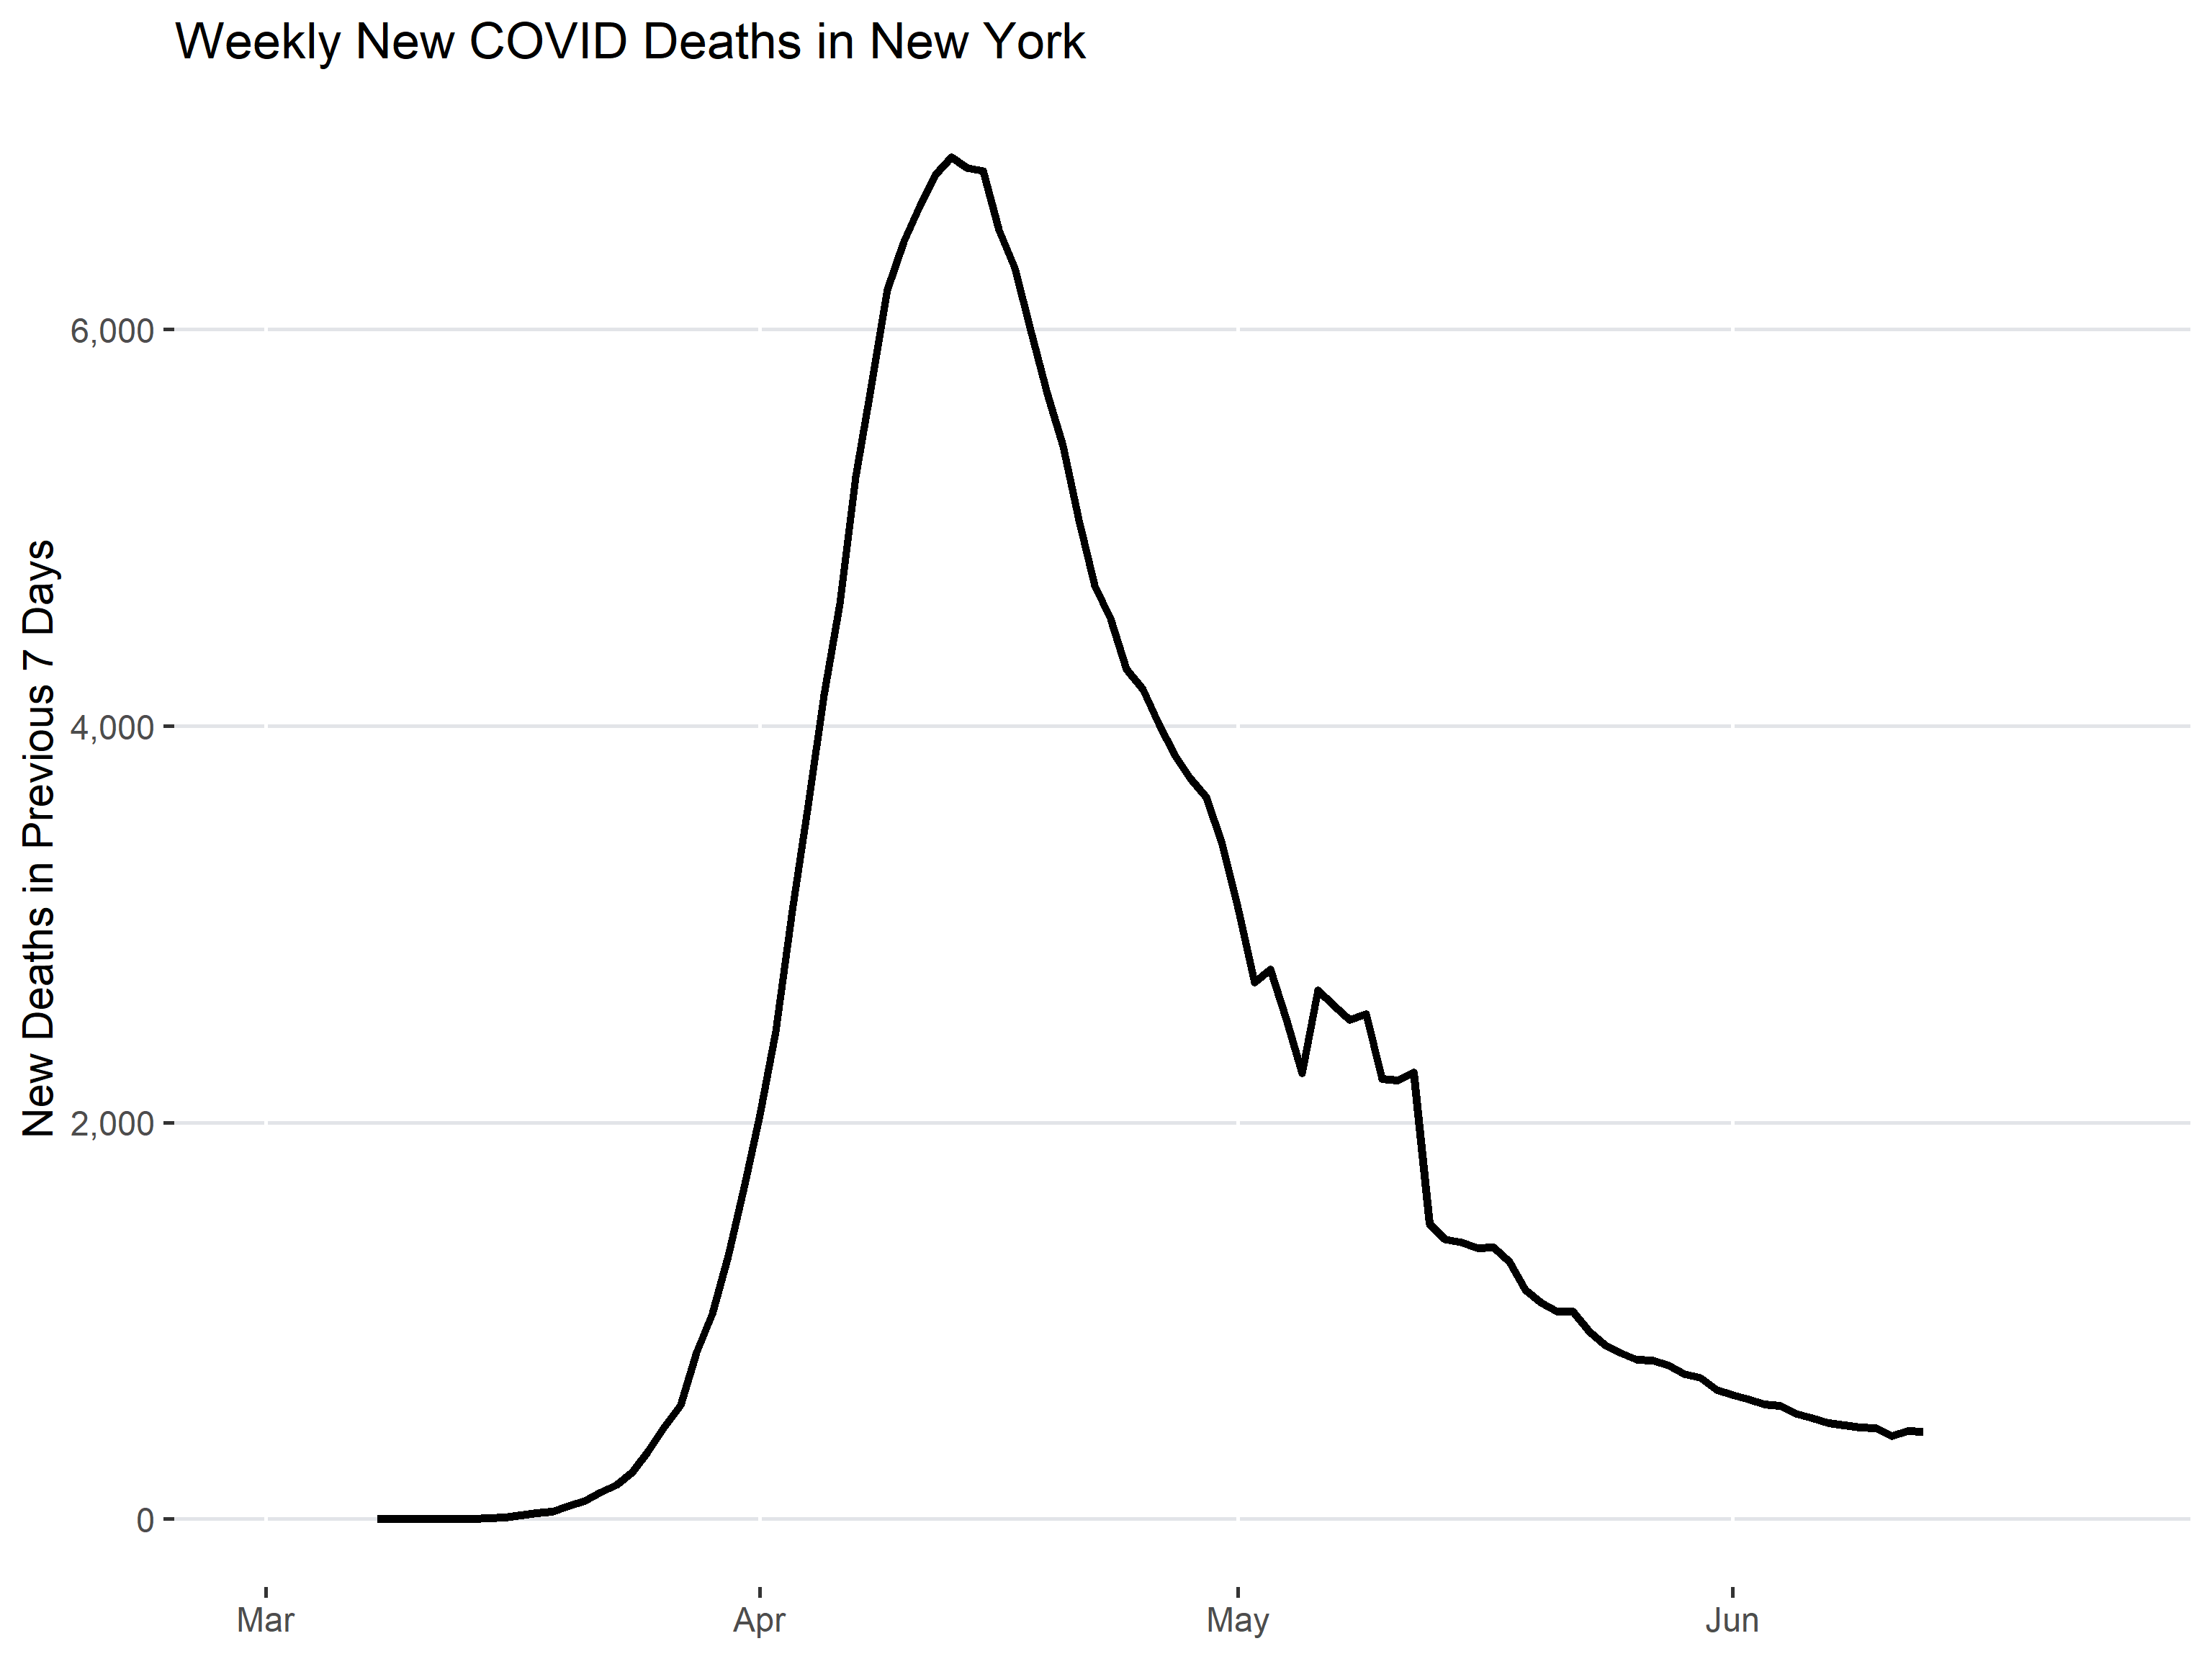 Weekly New COVID Deaths in New York
New Deaths in Previous 7 Days
6,000
4,000
2,000
0
Mar Apr May Jun